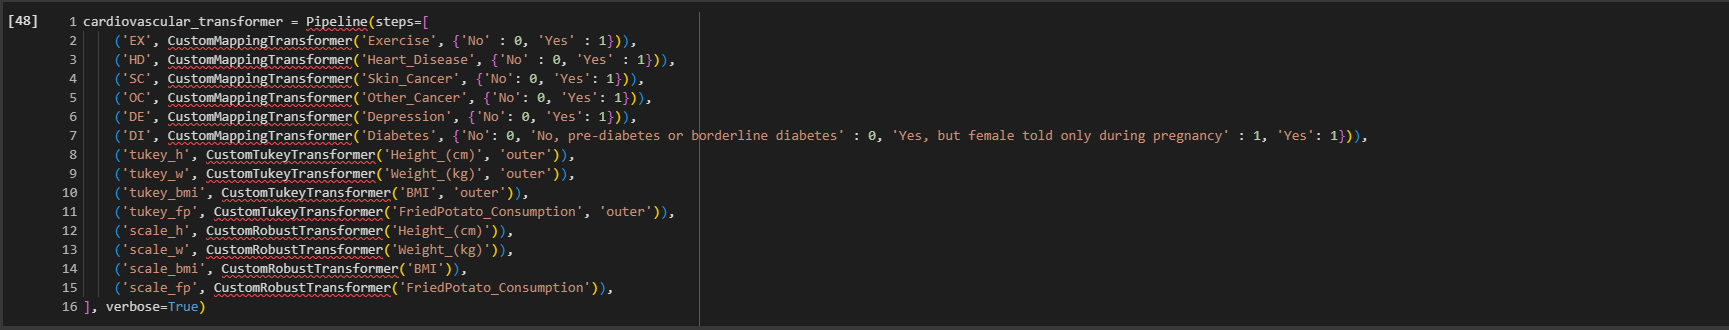 [48] 1 cardiovascular_transformer = Pipeline(steps=[
2 ('EX', CustomMappingTransformer('Exercise', {'No' : 0, 'Yes' : 1})),
3 ('HD', CustomMappingTransformer('Heart_Disease', {'No' : 0, 'Yes' : 1})),
4 ('SC', CustomMappingTransformer('Skin_Cancer', {'No': 0, 'Yes': 1})),
5 ('OC', CustomMappingTransformer('Other_Cancer', {'No': 0, 'Yes': 1})),
6 ('DE', CustomMappingTransformer('Depression', {'No': 0, 'Yes': 1})),
7 ('DI', CustomMappingTransformer('Diabetes', {'No': 0, 'No, pre-diabetes or borderline diabetes' : 0, 'Yes, but female told only during pregnancy' : 1, 'Yes': 1})),
8 ('tukey_h', CustomTukeyTransformer('Height_(cm)', 'outer')),
9 ('tukey_w', CustomTukeyTransformer('Weight_(kg)', 'outer')),
10 ('tukey_bmi', CustomTukeyTransformer('BMI', 'outer')),
11 ('tukey_fp', CustomTukeyTransformer('FriedPotato_Consumption', 'outer')),
12 ('scale_h', CustomRobustTransformer('Height_(cm)')),
13 ('scale_w', CustomRobustTransformer('Weight_(kg)')),
14 ('scale_bmi', CustomRobustTransformer('BMI')),
15 ('scale_fp', CustomRobustTransformer('FriedPotato_Consumption')),
16 ], verbose=True)